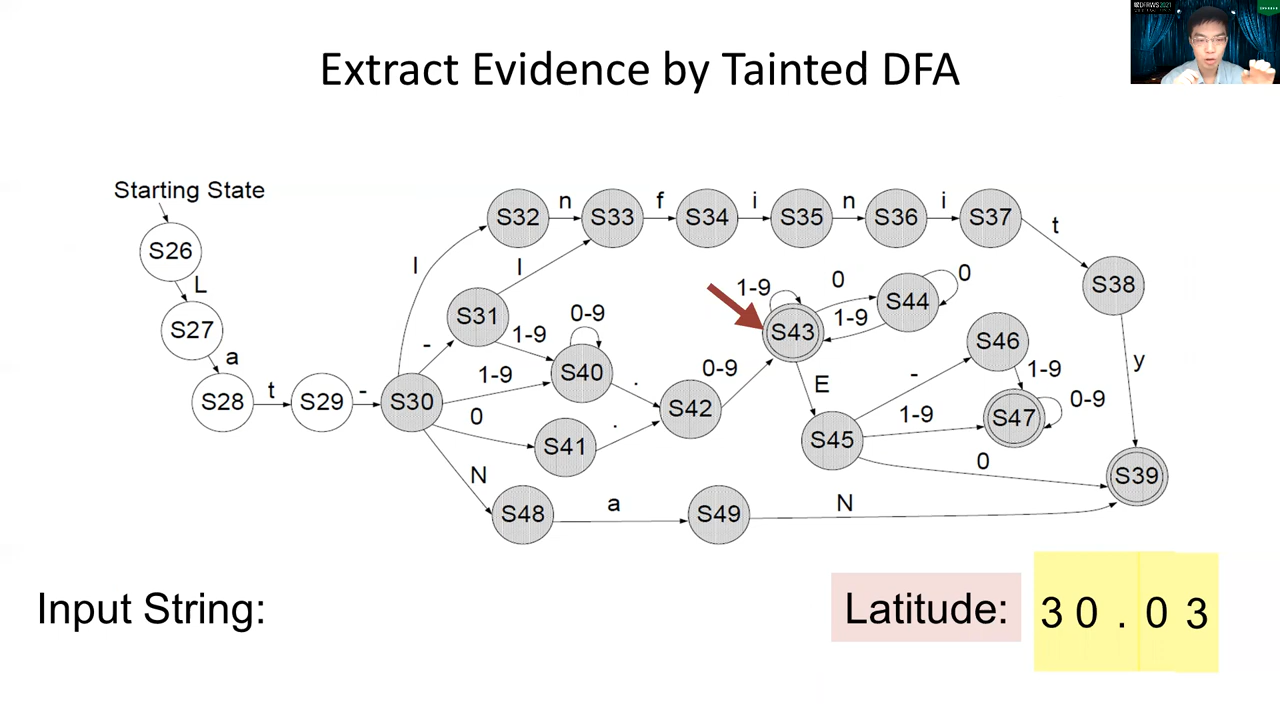 DFRWS2021
Extract Evidence by Tainted DFA
Starting State
S32 n S33 f S34 i S35 n S36 i S37
t
S26
L
I
I
S31
S27
a
S28 t S29 - S30
-
1-9
1-9
0
N
0-9
S40
.
S41
.
S42
0-9
1-9
S43
0
1-9
S44
0
S38
y
E
S45
-
S46
1-9
1-9
S47
0-9
0
S39
S48 a S49 N
Input String:
Latitude: 30.03